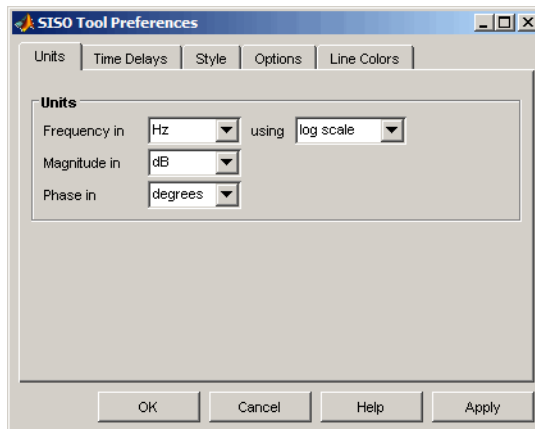 SISO Tool Preferences
Units Time Delays Style Options Line Colors
Units
Frequency in Hz using log scale
Magnitude in dB
Phase in degrees
OK Cancel Help Apply